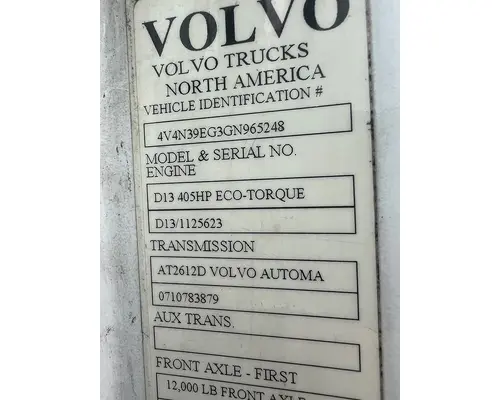 VOLVO
VOLVO TRUCKS
NORTH AMERICA
VEHICLE IDENTIFICATION #
4V4N39EG3GN965248
MODEL & SERIAL NO.
ENGINE
D13 405HP ECO-TORQUE
D13/1125623
TRANSMISSION
AT2612D VOLVO AUTOMA
0710783879
AUX TRANS.
FRONT AXLE - FIRST
12,000 LB FRONT AXLE